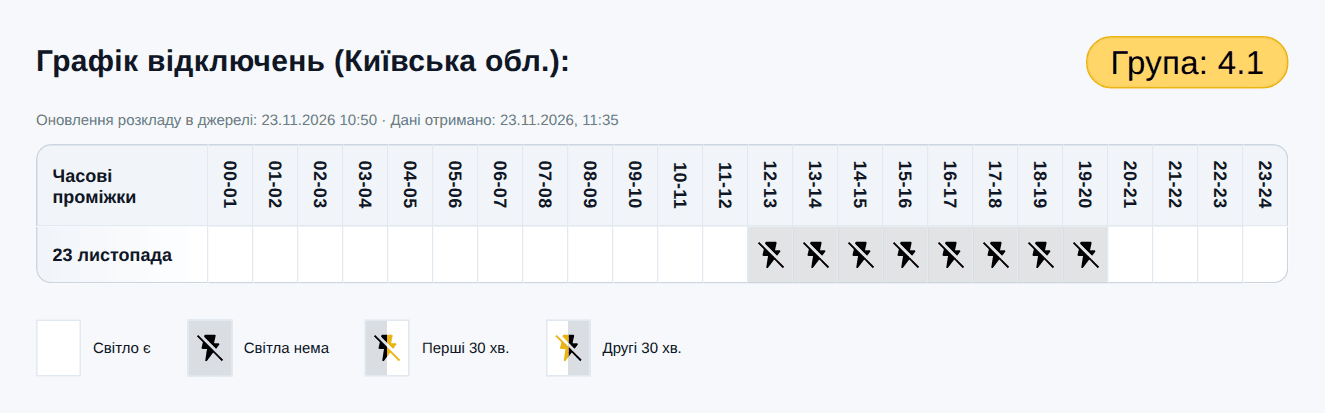 Графік відключень (Київська обл.):
Група: 4.1
Оновлення розкладу в джерелі: 23.11.2026 10:50 · Дані отримано: 23.11.2026, 11:35
Часові
проміжки
00-01
01-02
02-03
03-04
04-05
05-06
06-07
07-08
08-09
09-10
10-11
11-12
12-13
13-14
14-15
15-16
16-17
17-18
18-19
19-20
20-21
21-22
22-23
23-24
23 листопада
Світло є
Світла нема
Перші 30 хв.
Другі 30 хв.